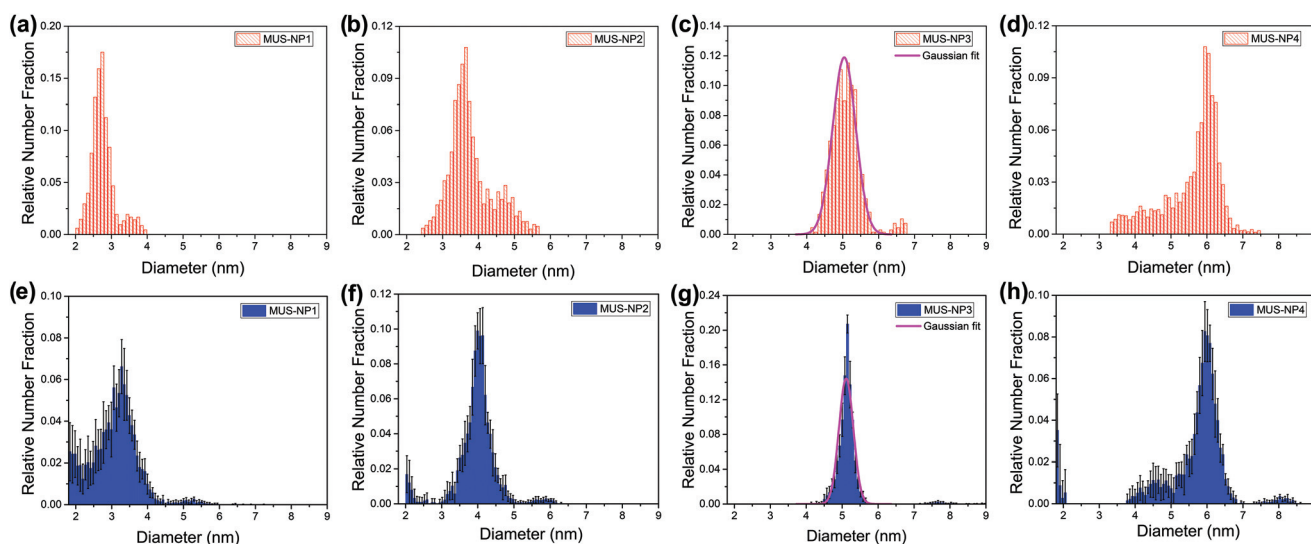 (a)
0.20
0.15
0.10
0.05
0.00
Relative Number Fraction
MUS-NP1
2 3 4 5 6 7 8 9
Diameter (nm)
(b)
0.12
0.09
0.06
0.03
0.00
Relative Number Fraction
MUS-NP2
2 3 4 5 6 7 8 9
Diameter (nm)
(c)
0.14
0.12
0.10
0.08
0.06
0.04
0.02
0.00
Relative Number Fraction
MUS-NP3
Gaussian fit
2 3 4 5 6 7 8 9
Diameter (nm)
(d)
0.12
0.09
0.06
0.03
0.00
Relative Number Fraction
MUS-NP4
2 3 4 5 6 7 8 9
Diameter (nm)
(e)
0.10
0.08
0.06
0.04
0.02
0.00
Relative Number Fraction
MUS-NP1
2 3 4 5 6 7 8 9
Diameter (nm)
(f)
0.12
0.10
0.08
0.06
0.04
0.02
0.00
Relative Number Fraction
MUS-NP2
2 3 4 5 6 7 8 9
Diameter (nm)
(g)
0.24
0.20
0.16
0.12
0.08
0.04
0.00
Relative Number Fraction
MUS-NP3
Gaussian fit
2 3 4 5 6 7 8 9
Diameter (nm)
(h)
0.10
0.08
0.06
0.04
0.02
0.00
Relative Number Fraction
MUS-NP4
2 3 4 5 6 7 8
Diameter (nm)